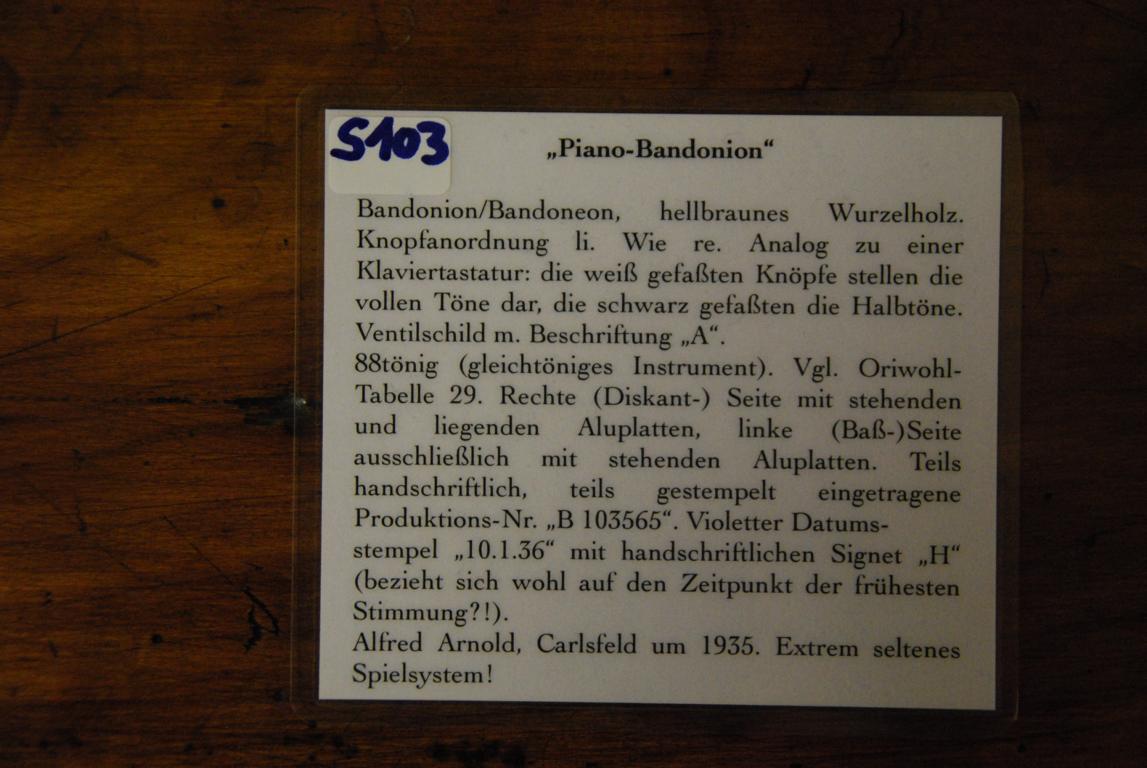 S103
„Piano-Bandonion“
Bandonion/Bandoneon, hellbraunes Wurzelholz.
Knopfanordnung li. Wie re. Analog zu einer
Klaviertastatur: die weiß gefaßten Knöpfe stellen die
vollen Töne dar, die schwarz gefaßten die Halbtöne.
Ventilschild m. Beschriftung „A“.
88tönig (gleichtöniges Instrument). Vgl. Oriwohl-
Tabelle 29. Rechte (Diskant-) Seite mit stehenden
und liegenden Aluplatten, linke (Baß-)Seite
ausschließlich mit stehenden Aluplatten. Teils
handschriftlich, teils gestempelt eingetragene
Produktions-Nr. „B 103565“. Violetter Datums-
stempel „10.1.36“ mit handschriftlichen Signet „H“
(bezieht sich wohl auf den Zeitpunkt der frühesten
Stimmung?!).
Alfred Arnold, Carlsfeld um 1935. Extrem seltenes
Spielsystem!